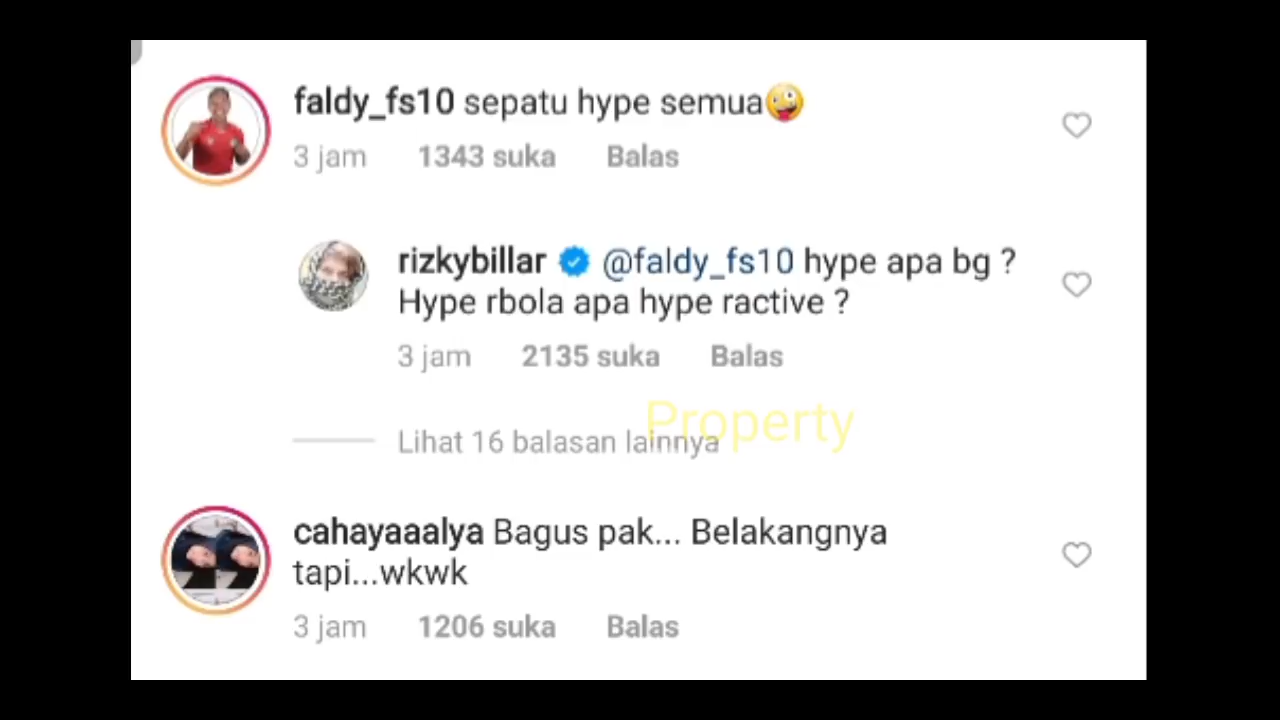 faldy_fs10 sepatu hype semua🤪
3 jam 1343 suka Balas
rizkybillar @faldy_fs10 hype apa bg ?
Hype rbola apa hype ractive ?
3 jam 2135 suka Balas
Property
Lihat 16 balasan lainnya
cahayaaalya Bagus pak... Belakangnya
tapi...wkwk
3 jam 1206 suka Balas